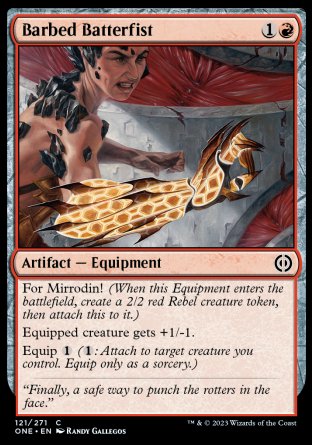 Barbed Batterfist 1
Artifact — Equipment
For Mirrodin! (When this Equipment enters the
battlefield, create a 2/2 red Rebel creature token,
then attach this to it.)
Equipped creature gets +1/-1.
Equip 1 (1: Attach to target creature you
control. Equip only as a sorcery.)
"Finally, a safe way to punch the rotters in the
face."
121/271 C
ONE • EN RANDY GALLEGOS
™ & © 2023 Wizards of the Coast